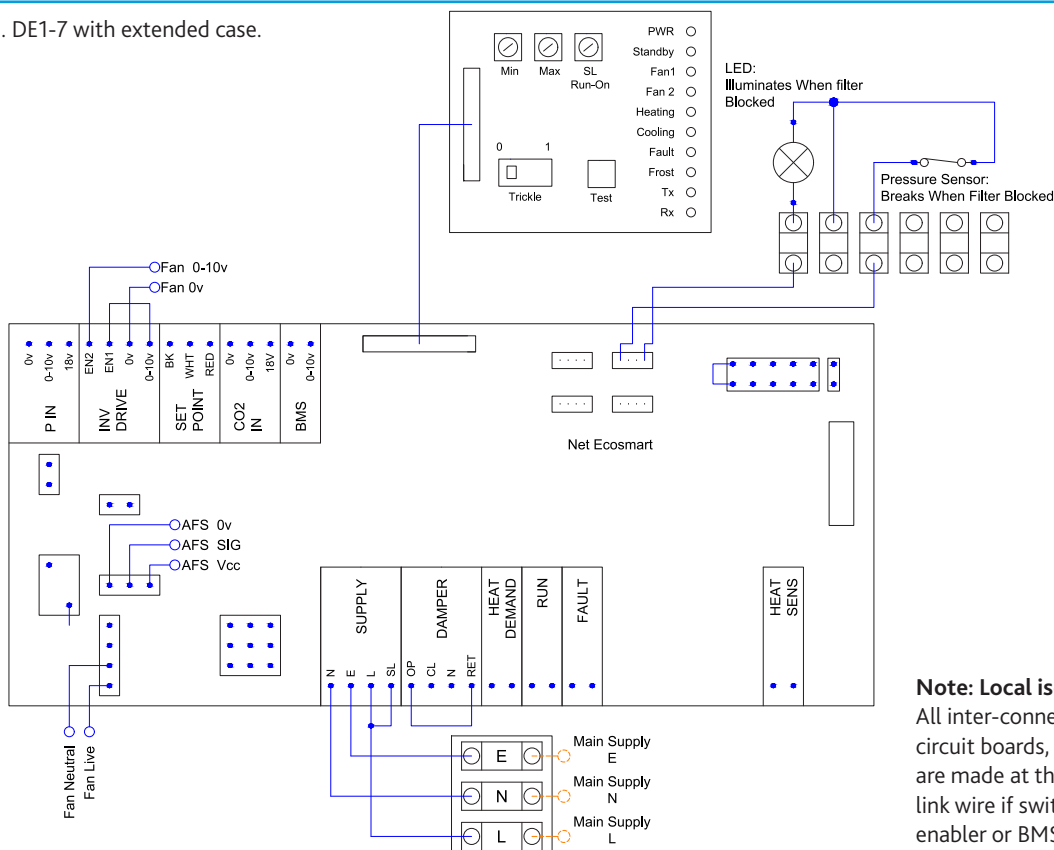 . DE1-7 with extended case.
Min
Max
SL
Run-On
0
1
Trickle
Test
PWR
Standby
Fan1
Fan 2
Heating
Cooling
Fault
Frost
Tx
Rx
LED:
Illuminates When filter
Blocked
Pressure Sensor:
Breaks When Filter Blocked
Fan 0-10v
Fan 0v
0v
0-10v
18v
EN2
EN1
0v
0-10v
BK
WHT
RED
0v
0-10v
18V
0v
0-10v
P IN
INV
DRIVE
SET
POINT
CO2
IN
BMS
Net Ecosmart
AFS 0v
AFS SIG
AFS Vcc
SUPPLY
DAMPER
HEAT
DEMAND
RUN
FAULT
HEAT
SENS
N
E
L
SL
OP
CL
N
RET
Fan Neutral
Fan Live
E
Main Supply
E
N
Main Supply
N
L
Main Supply
L
Note: Local is
All inter-conne
circuit boards,
are made at th
link wire if swit
enabler or BMS